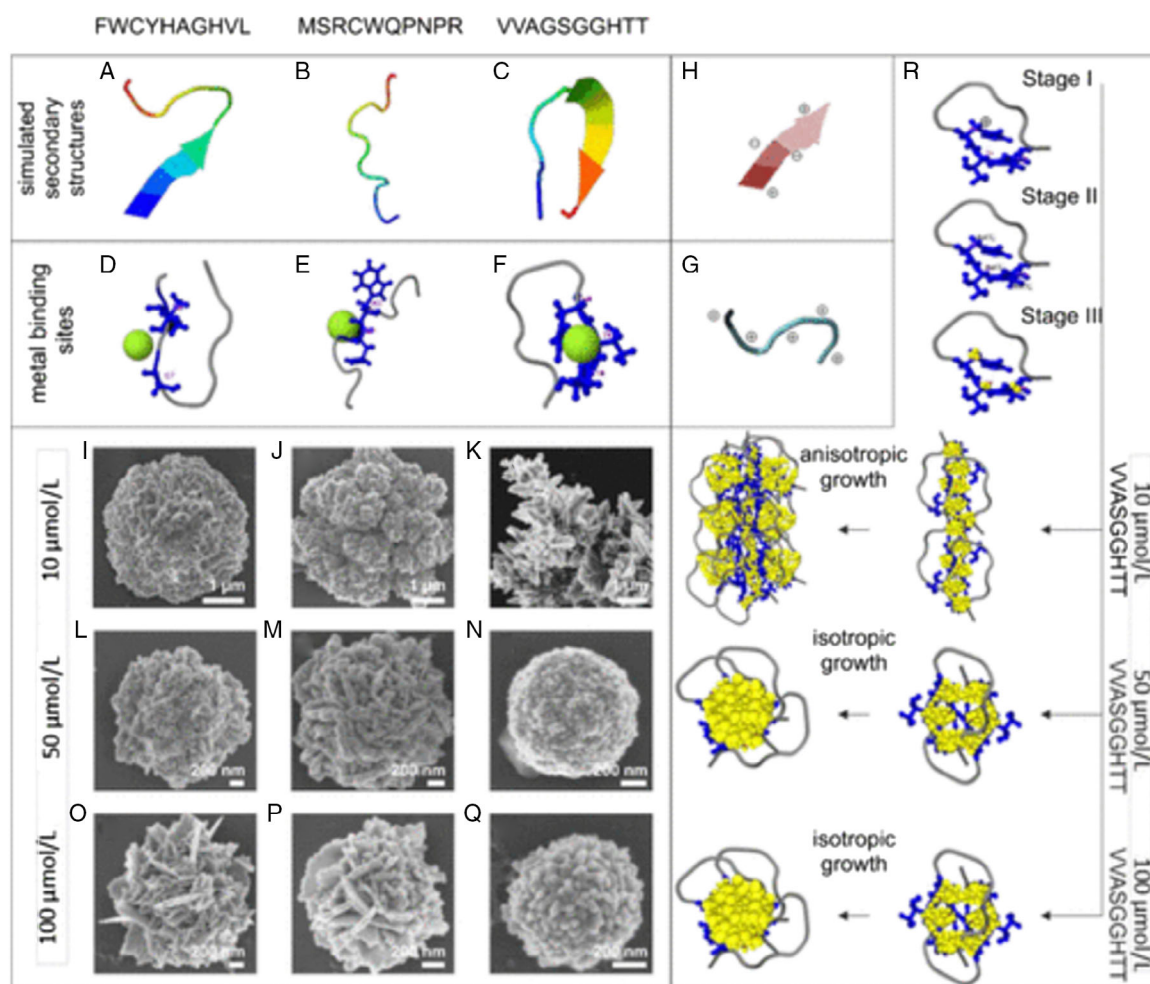 FWCYHAGHVL MSRCWQPNPR VVAGSGGHTT
A B C H R
simulated
secondary
structures
Stage I
Stage II
Stage III
D E F G
metal binding
sites
I J K
10 µmol/L
1 µm 1 µm
anisotropic
growth
10 µmol/L
VVASGGHTT
L M N
50 µmol/L
200 nm 200 nm 200 nm
isotropic
growth
50 µmol/L
VVASGGHTT
O P Q
100 µmol/L
200 nm 200 nm 200 nm
isotropic
growth
100 µmol/L
VVASGGHTT